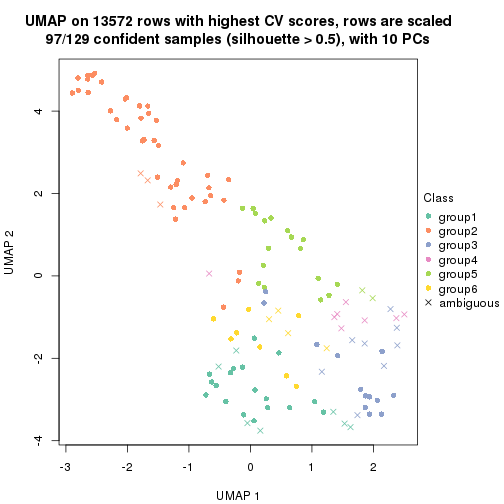 UMAP on 13572 rows with highest CV scores, rows are scaled
97/129 confident samples (silhouette > 0.5), with 10 PCs
4
2
0
-2
-4
UMAP 2
-3
-2
-1
0
1
2
UMAP 1
Class
group1
group2
group3
group4
group5
group6
ambiguous